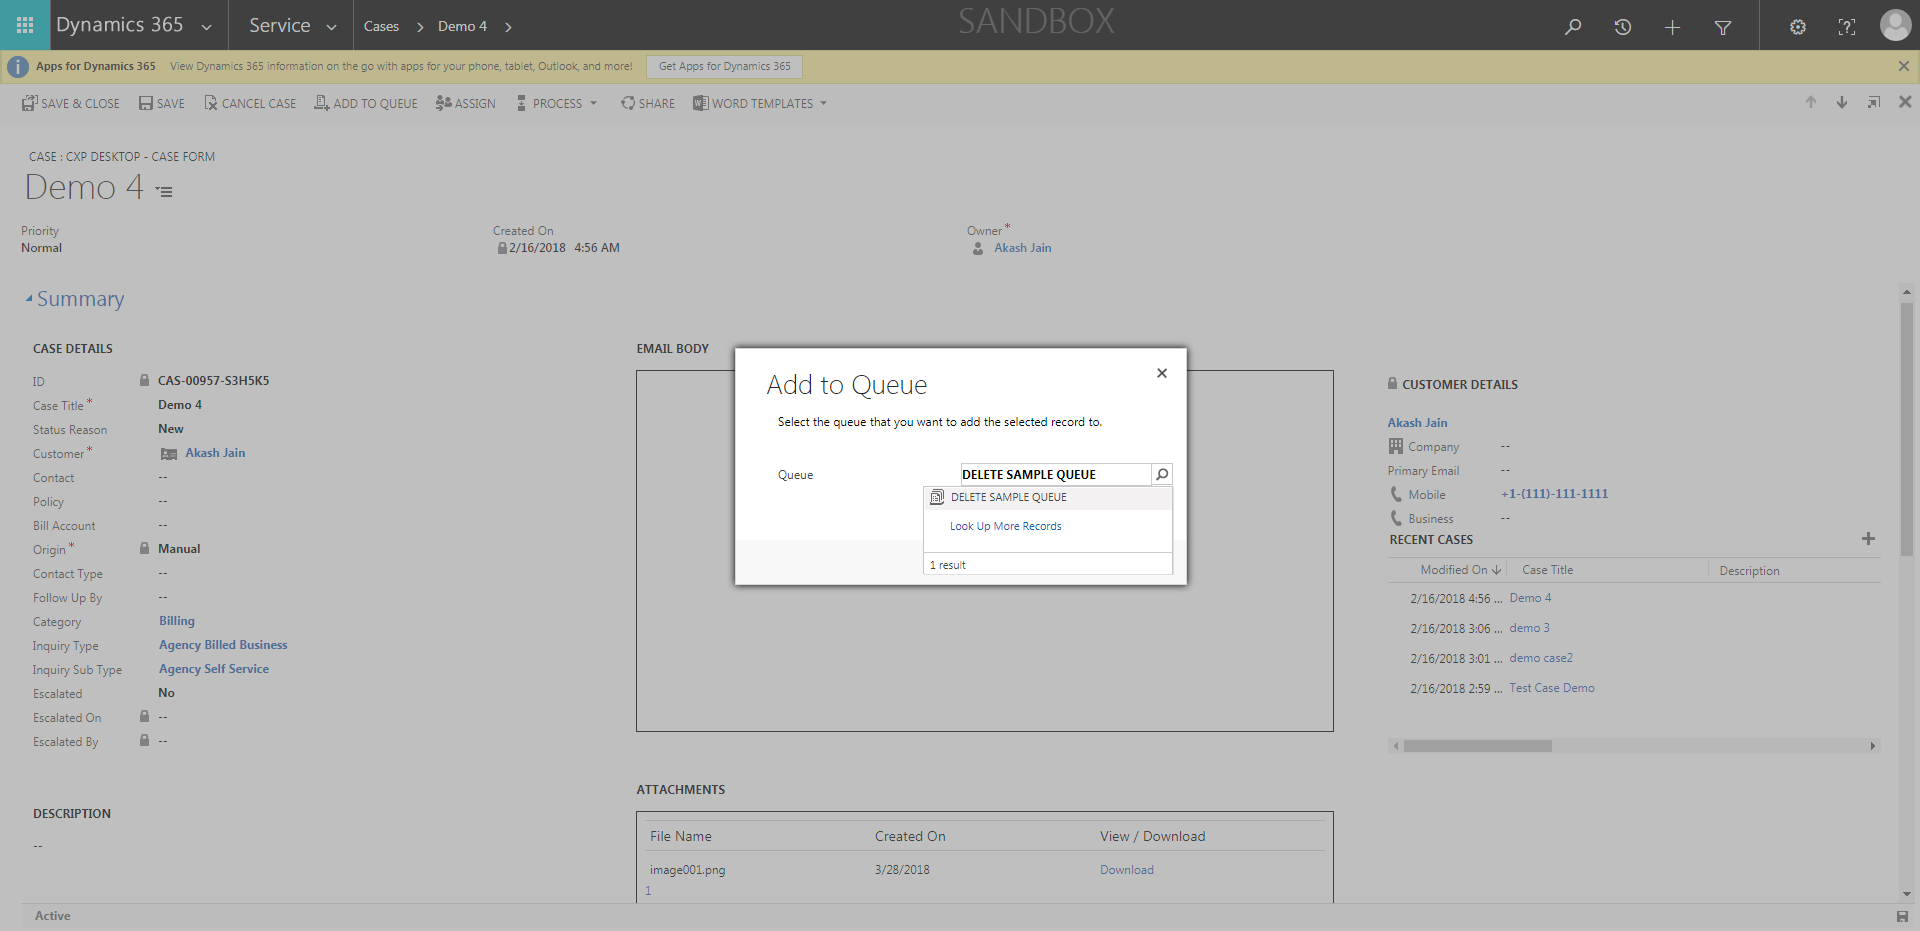 Dynamics 365 Service Cases Demo 4 SANDBOX
Apps for Dynamics 365 View Dynamics 365 information on the go with apps for your phone, tablet, Outlook, and more! Get Apps for Dynamics 365
SAVE & CLOSE SAVE CANCEL CASE ADD TO QUEUE ASSIGN PROCESS SHARE WORD TEMPLATES
CASE : CXP DESKTOP - CASE FORM
Demo 4
Priority
Normal
Created On
2/16/2018 4:56 AM
Owner*
Akash Jain
Summary
CASE DETAILS
ID CAS-00957-S3H5K5
Case Title* Demo 4
Status Reason New
Customer* Akash Jain
Contact --
Policy --
Bill Account --
Origin* Manual
Contact Type --
Follow Up By --
Category Billing
Inquiry Type Agency Billed Business
Inquiry Sub Type Agency Self Service
Escalated No
Escalated On --
Escalated By --
DESCRIPTION
--
EMAIL BODY
Add to Queue
Select the queue that you want to add the selected record to.
Queue DELETE SAMPLE QUEUE
DELETE SAMPLE QUEUE
Look Up More Records
1 result
ATTACHMENTS
File Name Created On View / Download
image001.png 3/28/2018 Download
1
CUSTOMER DETAILS
Akash Jain
Company --
Primary Email --
Mobile +1-(111)-111-1111
Business --
RECENT CASES
Modified On Case Title Description
2/16/2018 4:56 ... Demo 4
2/16/2018 3:06 ... demo 3
2/16/2018 3:01 ... demo case2
2/16/2018 2:59 ... Test Case Demo
Active